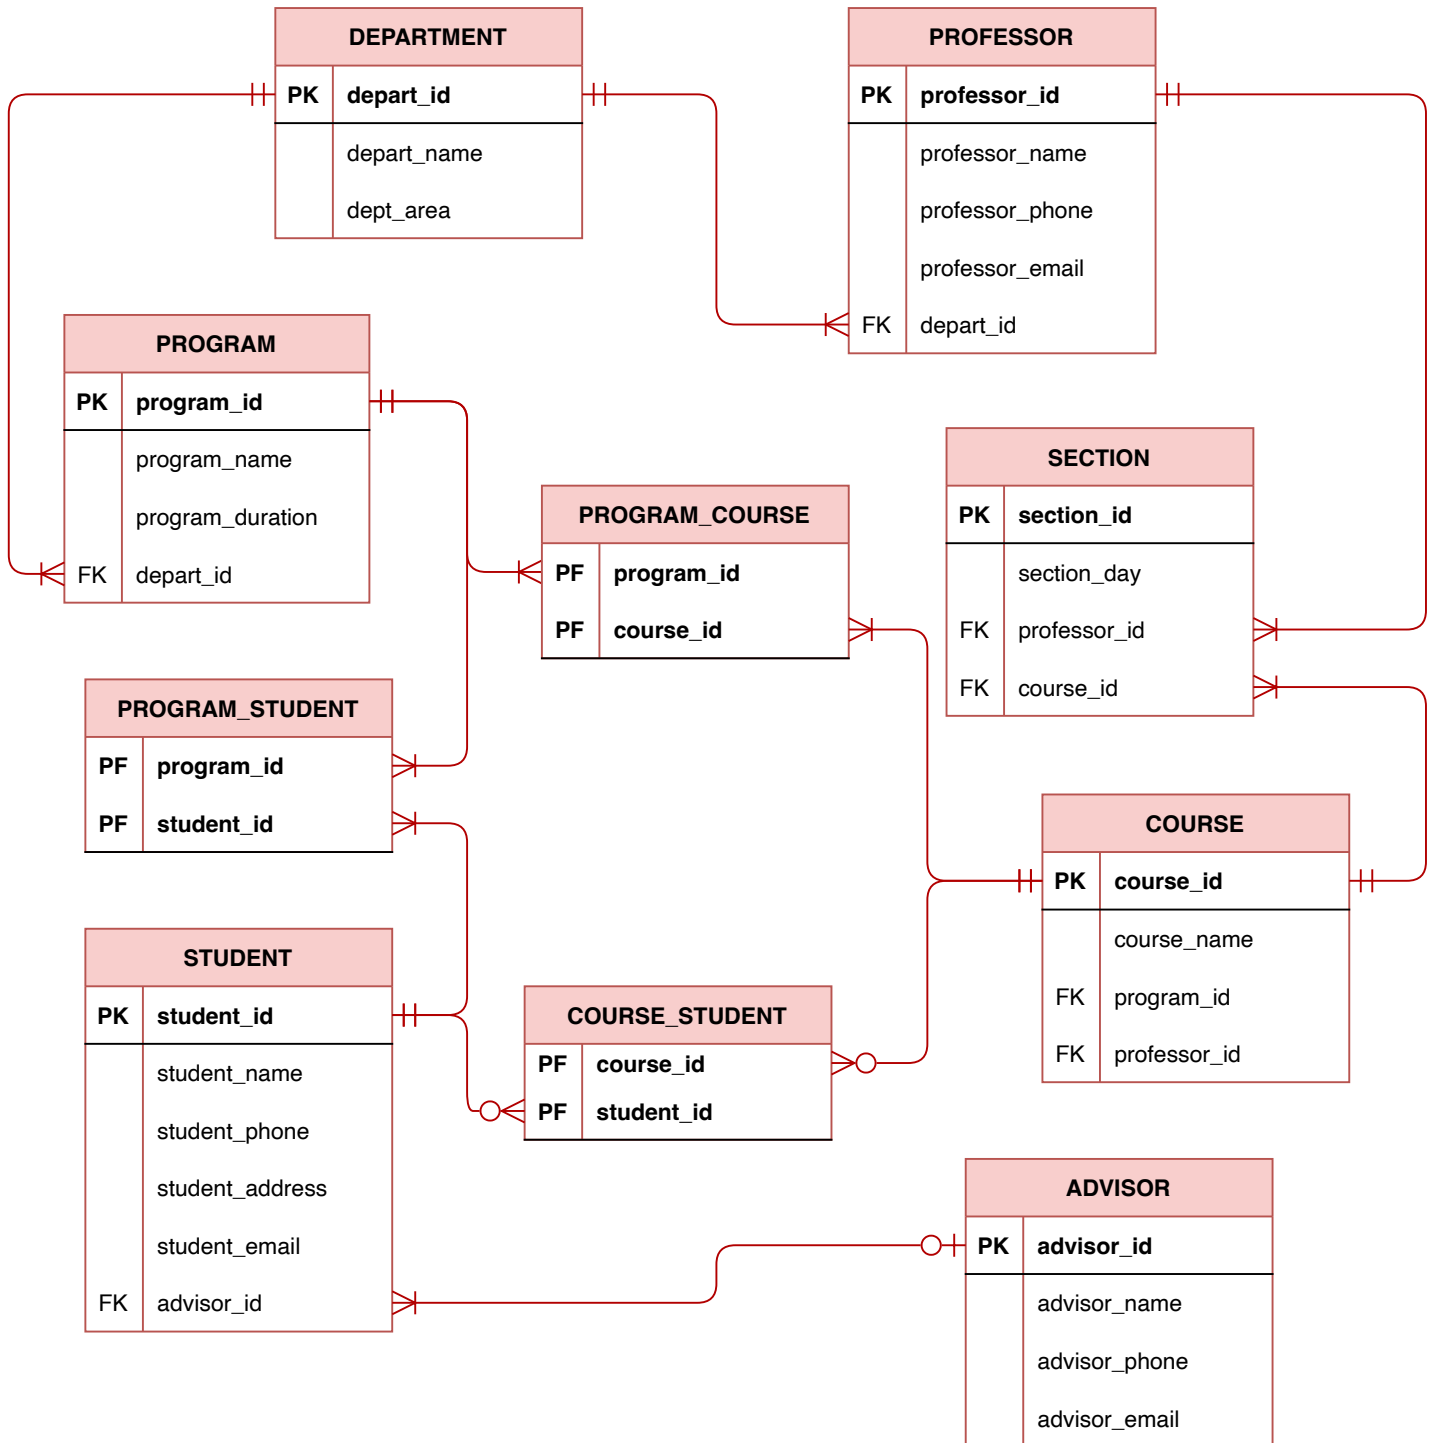 DEPARTMENT
PK depart_id
depart_name
dept_area
PROFESSOR
PK professor_id
professor_name
professor_phone
professor_email
FK depart_id
PROGRAM
PK program_id
program_name
program_duration
FK depart_id
SECTION
PK section_id
section_day
FK professor_id
FK course_id
PROGRAM_COURSE
PF program_id
PF course_id
PROGRAM_STUDENT
PF program_id
PF student_id
COURSE
PK course_id
course_name
FK program_id
FK professor_id
STUDENT
PK student_id
student_name
student_phone
student_address
student_email
FK advisor_id
COURSE_STUDENT
PF course_id
PF student_id
ADVISOR
PK advisor_id
advisor_name
advisor_phone
advisor_email